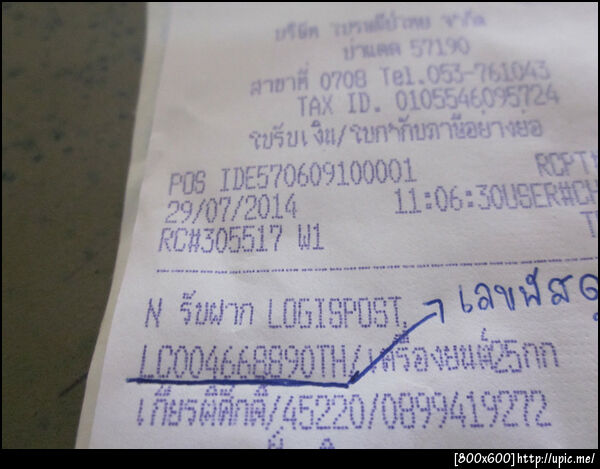 บริษัท ไปรษณีย์ไทย จำกัด
ป่าแดด 57190
สาขาที่ 0708 Tel.053-761043
TAX ID. 0105546095724
ใบรับเงิน/ใบกำกับภาษีอย่างย่อ
POS IDE570609100001 RCPT#
29/07/2014 11:06:30USER#CH
RC#305517 W1
N รับฝาก LOGISPOST, เลขพัสดุ
LC004668890TH/เครื่องยนต์25กก
เกียรติศักดิ์/45220/0899419272
[800x600]http://upic.me/